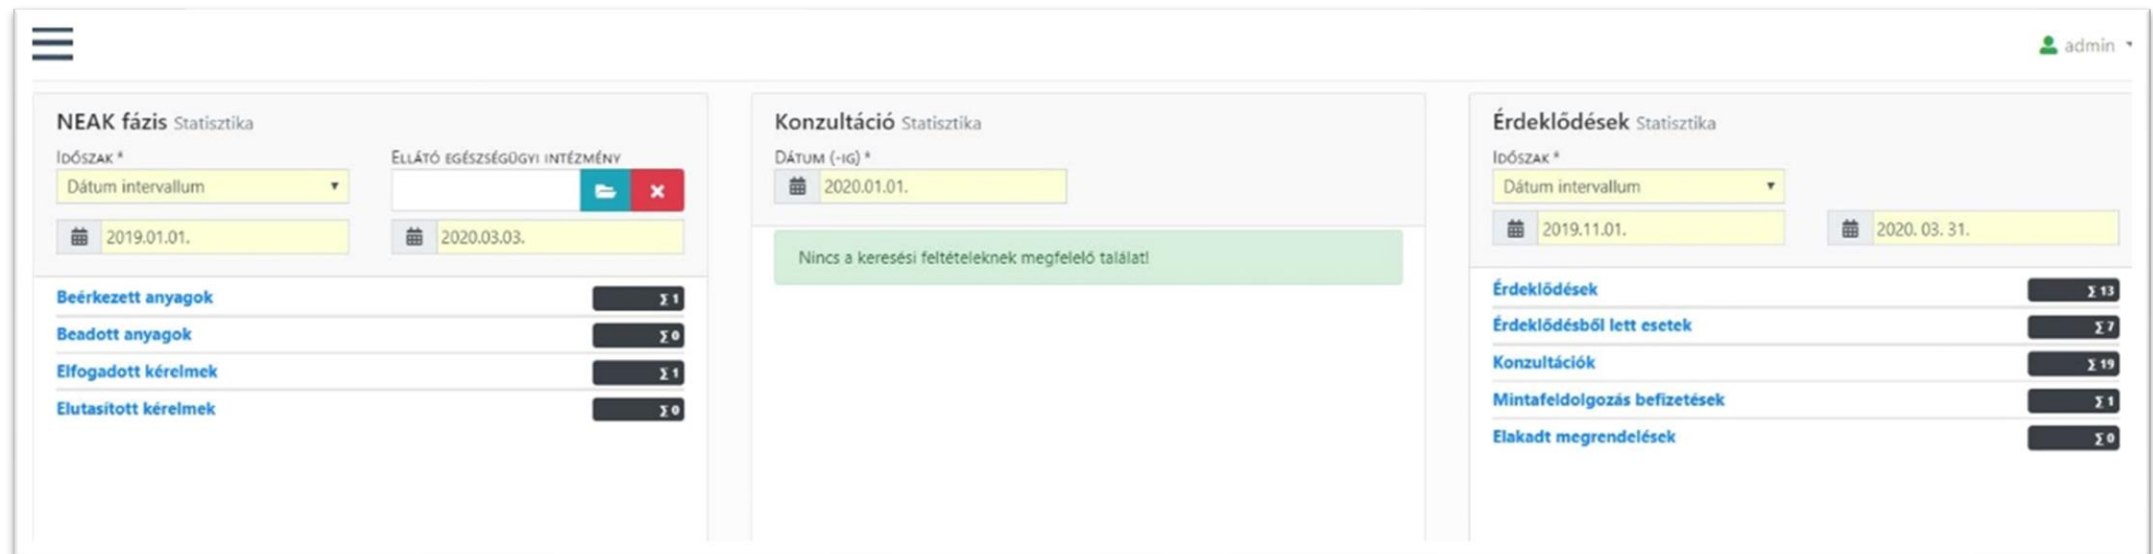 admin
NEAK fázis Statisztika
IDŐSZAK *
ELLÁTÓ EGÉSZSÉGÜGYI INTÉZMÉNY
Dátum intervallum
2019.01.01.
2020.03.03.
Beérkezett anyagok
∑ 1
Beadott anyagok
∑ 0
Elfogadott kérelmek
∑ 1
Elutasított kérelmek
∑ 0
Konzultáció Statisztika
DÁTUM (-IG) *
2020.01.01.
Nincs a keresési feltételeknek megfelelő találat!
Érdeklődések Statisztika
IDŐSZAK *
Dátum intervallum
2019.11.01.
2020. 03. 31.
Érdeklődések
∑ 13
Érdeklődésből lett esetek
∑ 7
Konzultációk
∑ 19
Mintafeldolgozás befizetések
∑ 1
Elakadt megrendelések
∑ 0